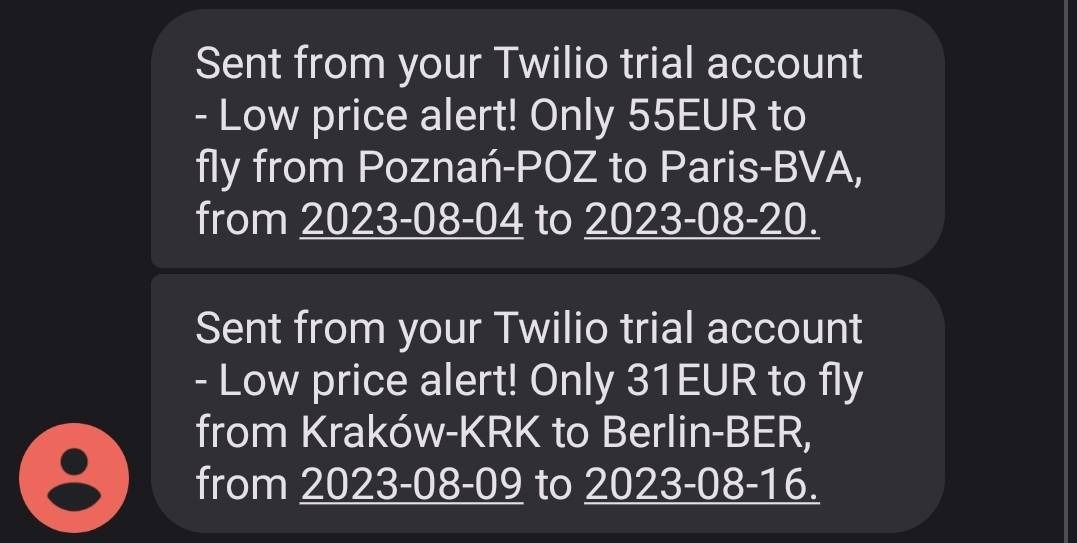 Sent from your Twilio trial account
- Low price alert! Only 55EUR to
fly from Poznań-POZ to Paris-BVA,
from 2023-08-04 to 2023-08-20.
Sent from your Twilio trial account
- Low price alert! Only 31EUR to fly
from Kraków-KRK to Berlin-BER,
from 2023-08-09 to 2023-08-16.